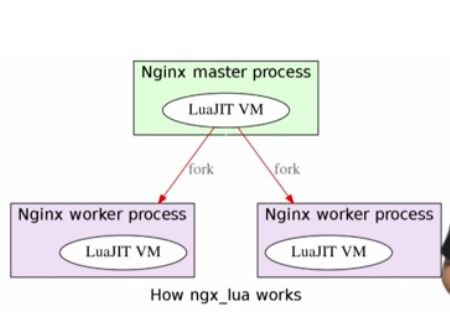 Nginx master process
LuaJIT VM
fork
fork
Nginx worker process
Nginx worker process
LuaJIT VM
LuaJIT VM
How ngx_lua works